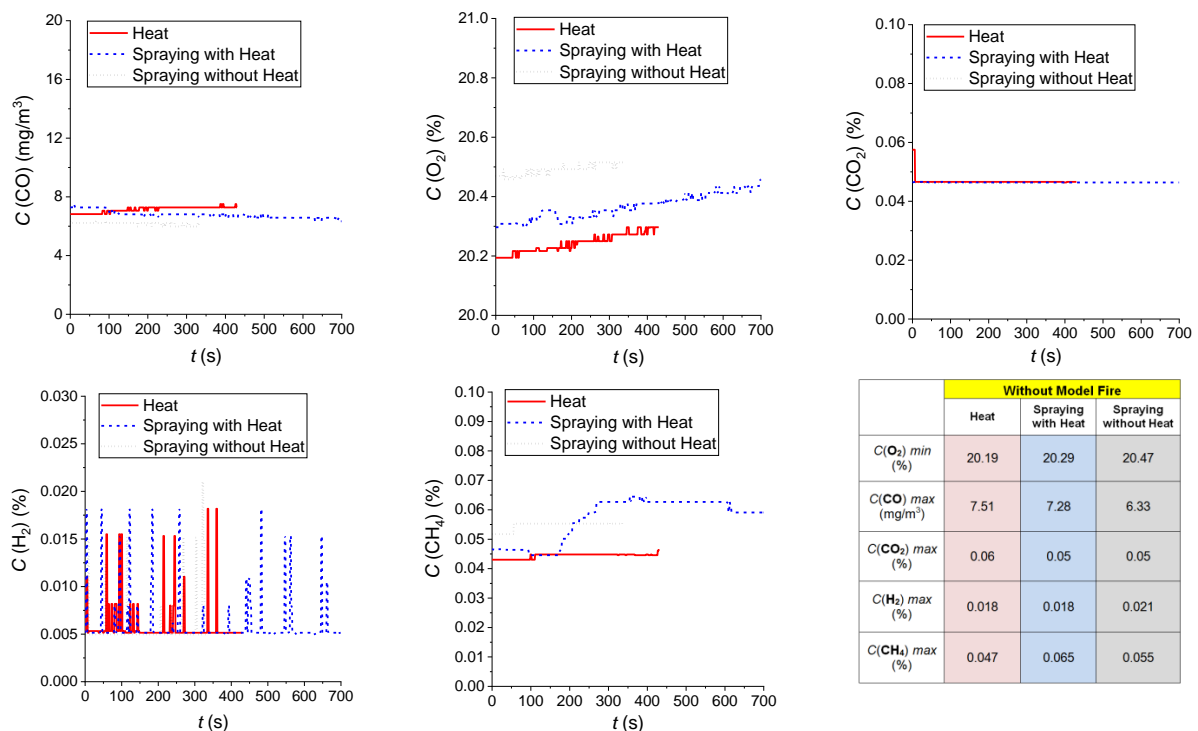 C (CO) (mg/m³)
20
18
15
12
9
6
3
0
Heat
Spraying with Heat
Spraying without Heat
0 100 200 300 400 500 600 700
t (s)
C (O₂) (%)
21.0
20.8
20.6
20.4
20.2
20.0
Heat
Spraying with Heat
Spraying without Heat
0 100 200 300 400 500 600 700
t (s)
C (CO₂) (%)
0.10
0.08
0.06
0.04
0.02
0.00
Heat
Spraying with Heat
Spraying without Heat
0 100 200 300 400 500 600 700
t (s)
C (H₂) (%)
0.030
0.025
0.020
0.015
0.010
0.005
0.000
Heat
Spraying with Heat
Spraying without Heat
0 100 200 300 400 500 600 700
t (s)
C (CH₄) (%)
0.10
0.09
0.08
0.07
0.06
0.05
0.04
0.03
0.02
0.01
0.00
Heat
Spraying with Heat
Spraying without Heat
0 100 200 300 400 500 600 700
t (s)
Without Model Fire
Heat Spraying with Heat Spraying without Heat
C(O₂) min (%) 20.19 20.29 20.47
C(CO) max (mg/m³) 7.51 7.28 6.33
C(CO₂) max (%) 0.06 0.05 0.05
C(H₂) max (%) 0.018 0.018 0.021
C(CH₄) max (%) 0.047 0.065 0.055